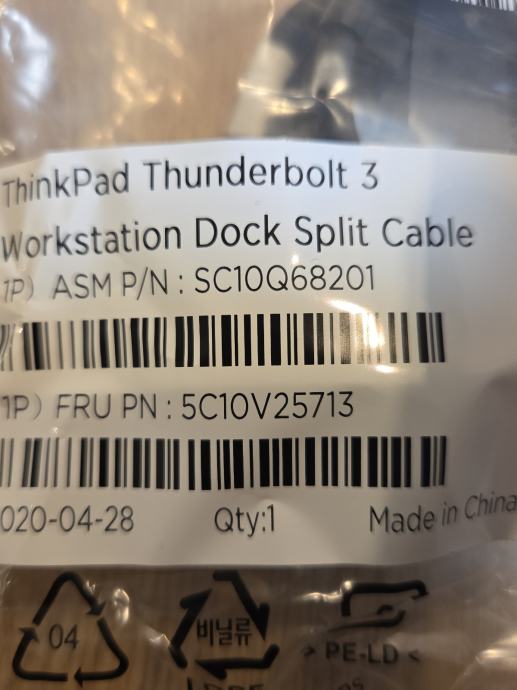 ThinkPad Thunderbolt 3
Workstation Dock Split Cable
1P) ASM P/N : SC10Q68201
1P) FRU PN : 5C10V25713
020-04-28 Qty:1 Made in China
04
비닐류
> PE-LD <